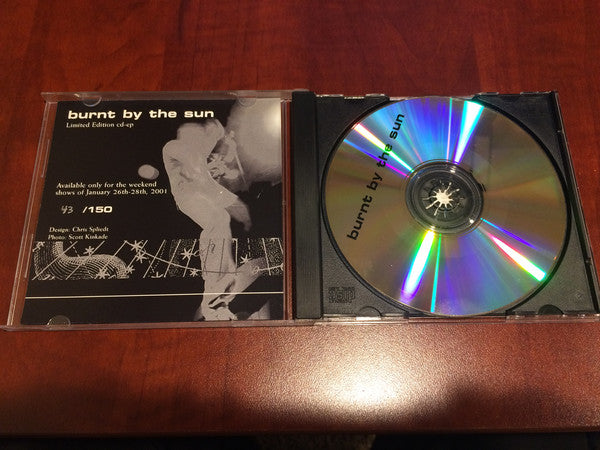 burnt by the sun
Limited Edition cd-ep
Available only for the weekend
shows of January 26th-28th, 2001
43 /150
Design: Chris Spliedt
Photo: Scott Kinkade
burnt by the sun